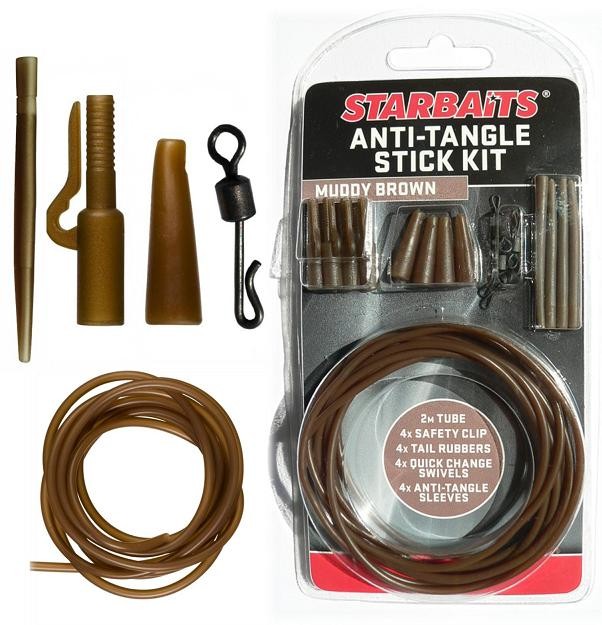 STARBAITS®
ANTI-TANGLE
STICK KIT
MUDDY BROWN
2M TUBE
4x SAFETY CLIP
4x TAIL RUBBERS
4x QUICK CHANGE
SWIVELS
4x ANTI-TANGLE
SLEEVES